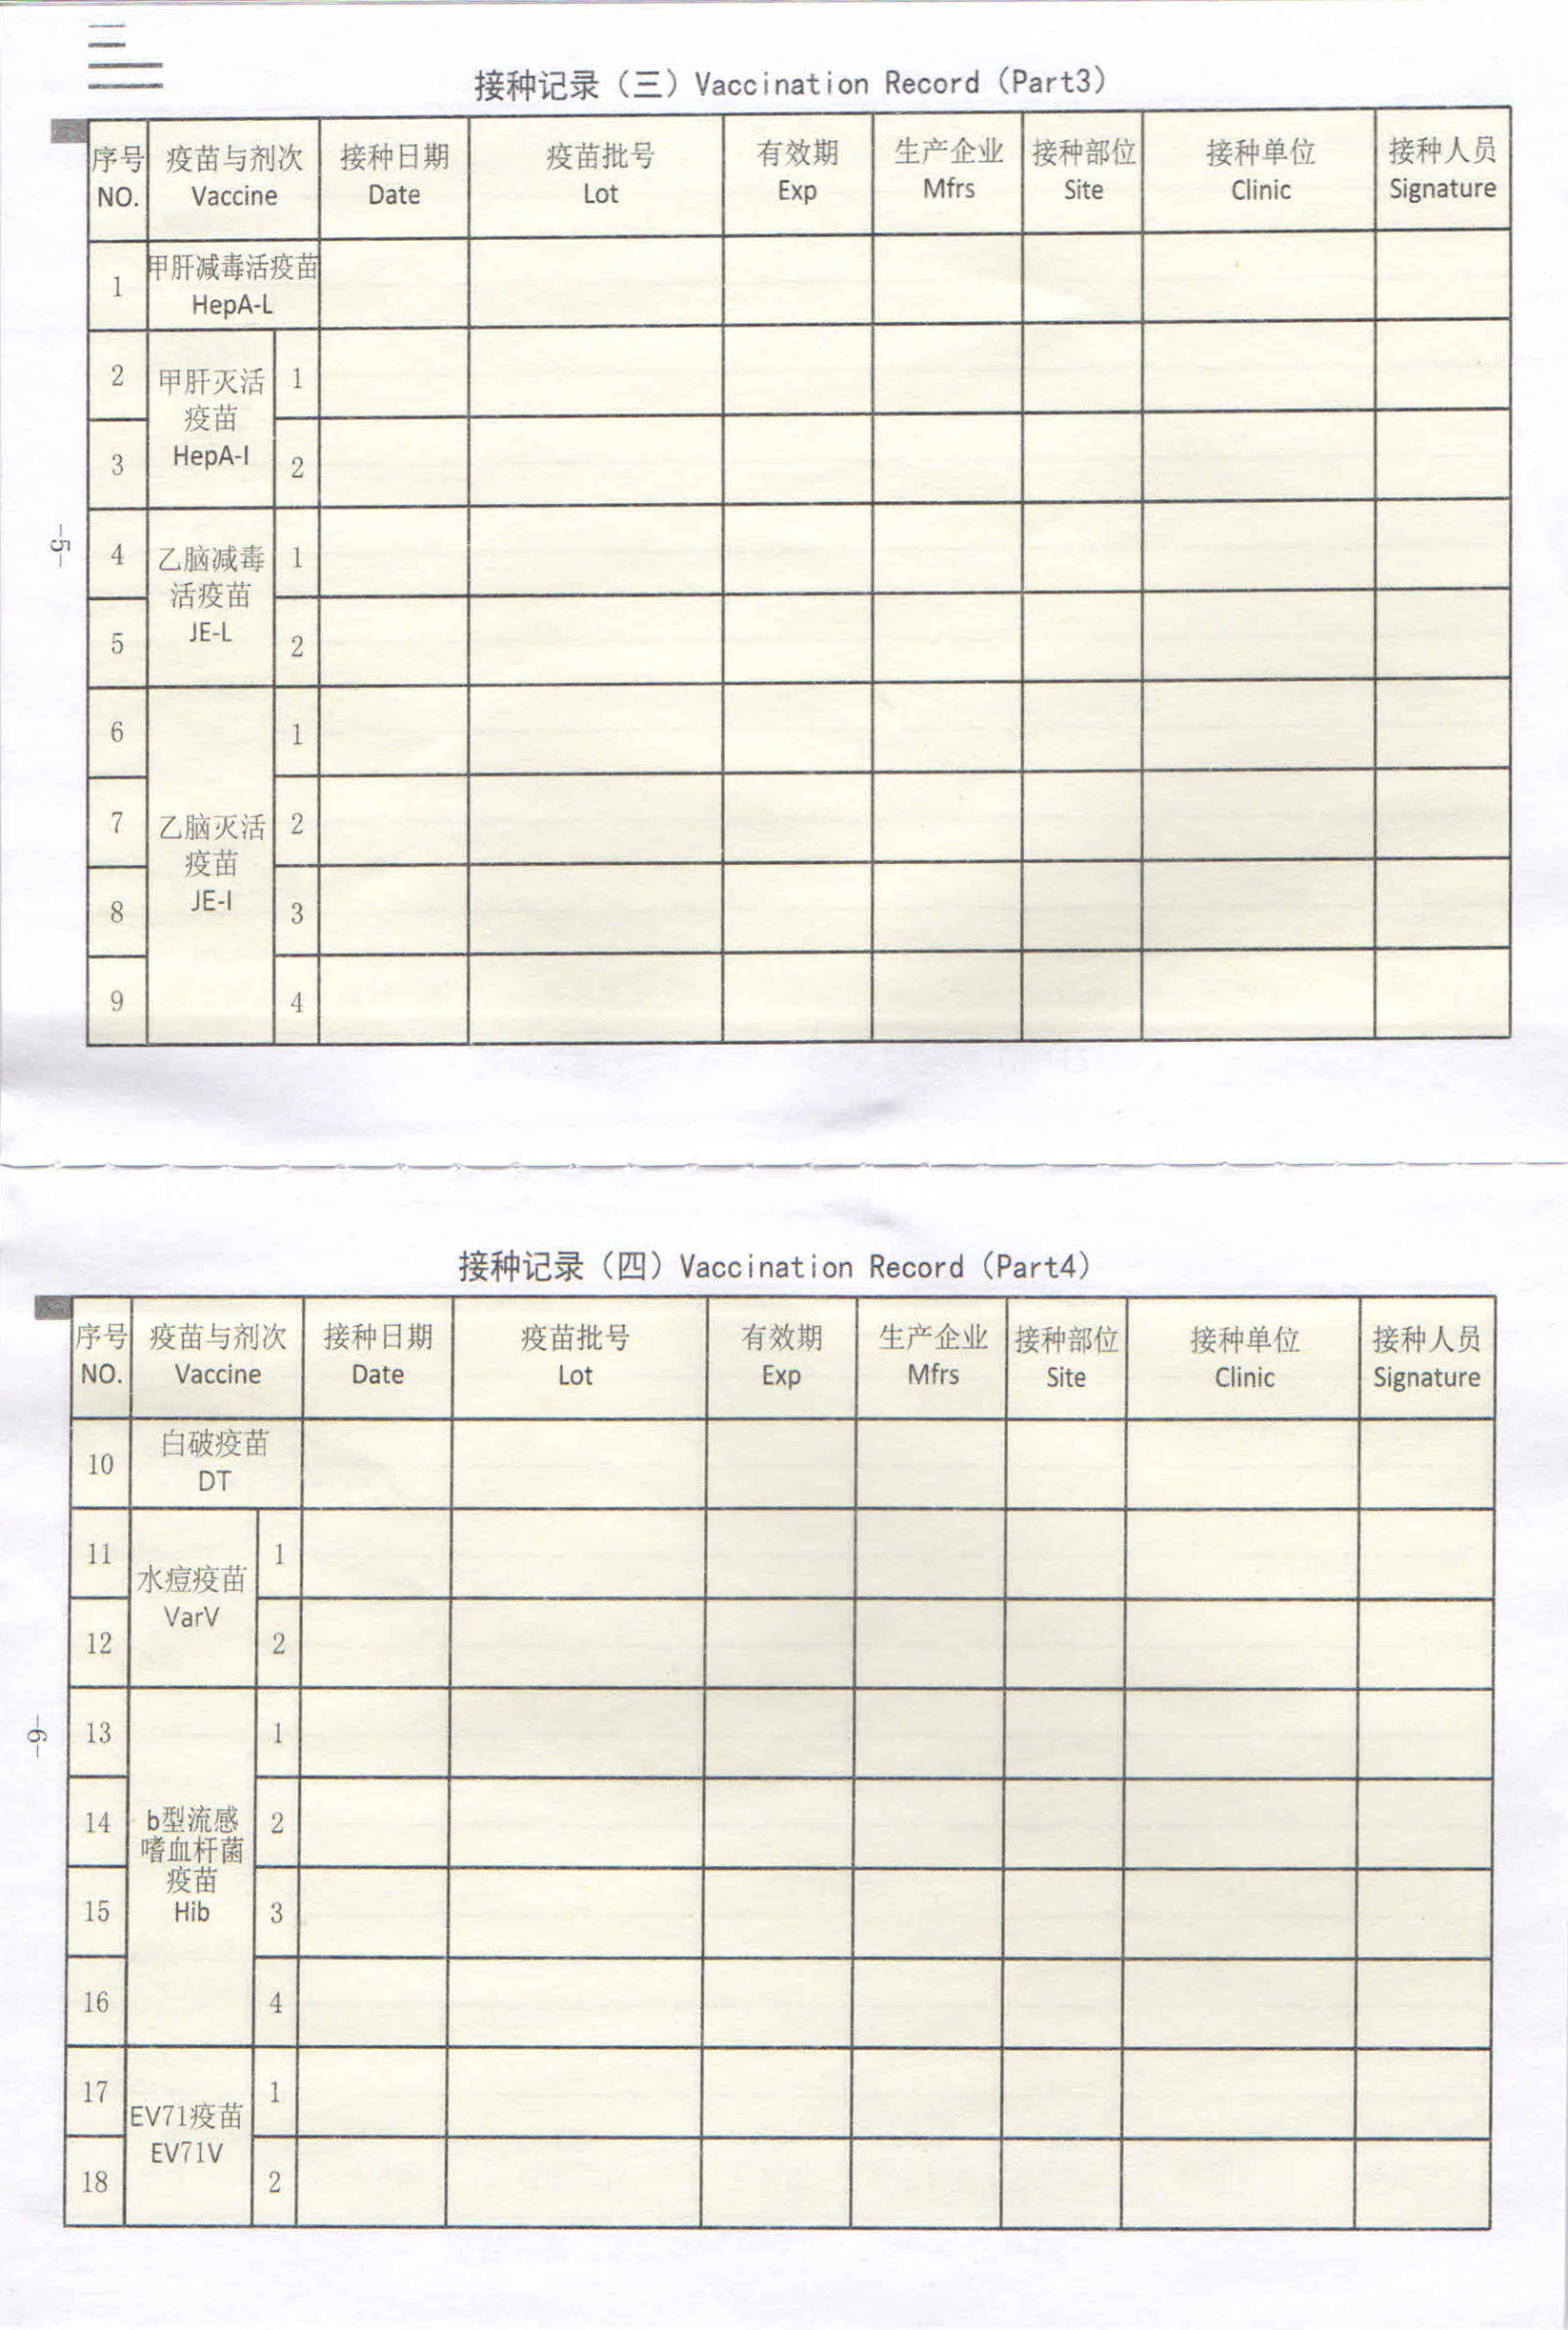 接种记录（三）Vaccination Record（Part3）
序号 疫苗与剂次 接种日期 疫苗批号 有效期 生产企业 接种部位 接种单位 接种人员
NO. Vaccine Date Lot Exp Mfrs Site Clinic Signature
1 甲肝减毒活疫苗
HepA-L
2 甲肝灭活 1
疫苗
3 HepA-I 2
4 乙脑减毒 1
活疫苗
5 JE-L 2
6 1
7 乙脑灭活 2
疫苗
8 JE-I 3
9 4
-5-
接种记录（四）Vaccination Record（Part4）
序号 疫苗与剂次 接种日期 疫苗批号 有效期 生产企业 接种部位 接种单位 接种人员
NO. Vaccine Date Lot Exp Mfrs Site Clinic Signature
10 白破疫苗
DT
11 1
水痘疫苗
VarV
12 2
13 1
14 b型流感 2
嗜血杆菌
疫苗
15 Hib 3
16 4
17 1
EV71疫苗
EV71V
18 2
-6-